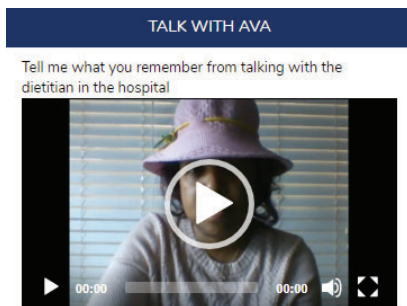 TALK WITH AVA
Tell me what you remember from talking with the
dietitian in the hospital
00:00 00:00